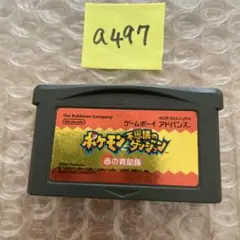 a497
The Pokémon Company
Nintendo
ゲームボーイ アドバンス
ポケモン不思議のダンジョン
赤の救助隊